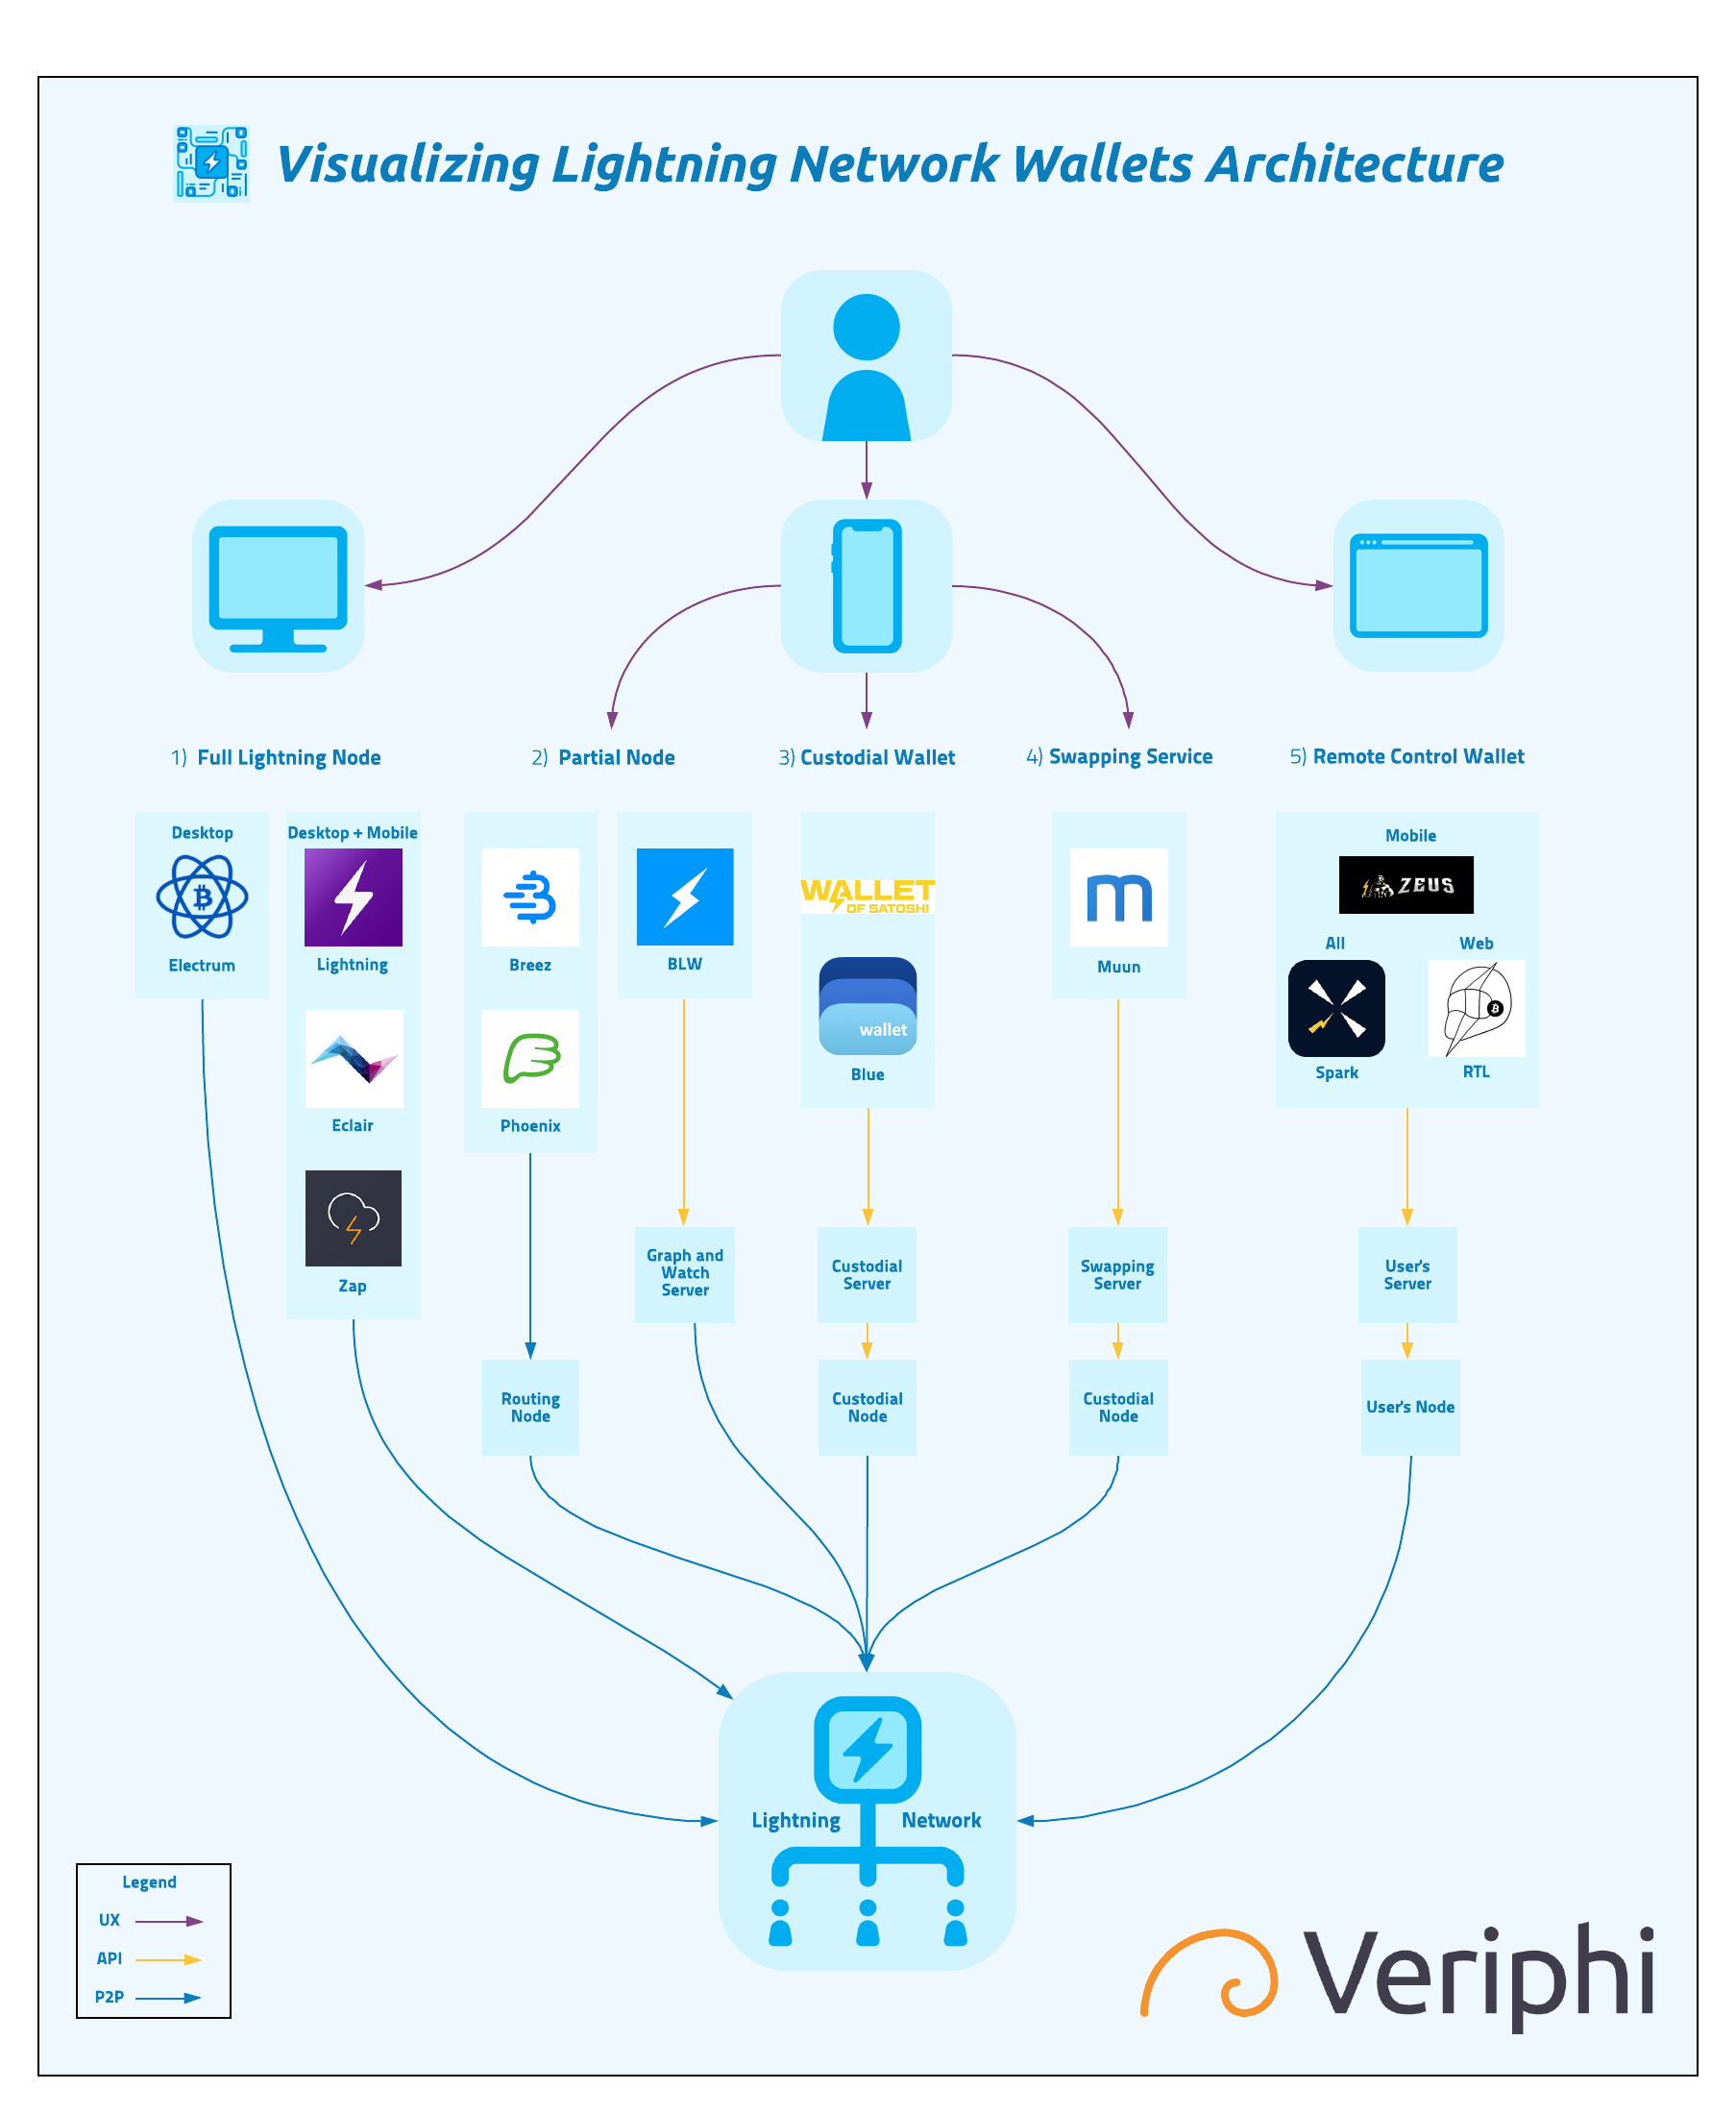 Visualizing Lightning Network Wallets Architecture
1) Full Lightning Node
2) Partial Node
3) Custodial Wallet
4) Swapping Service
5) Remote Control Wallet
Desktop
Electrum
Desktop + Mobile
Lightning
Eclair
Zap
Breez
Phoenix
BLW
WALLET
OF SATOSHI
wallet
Blue
Muun
Mobile
ZEUS
All
Web
Spark
RTL
Graph and
Watch
Server
Custodial
Server
Swapping
Server
User's
Server
Routing
Node
Custodial
Node
Custodial
Node
User's Node
Lightning Network
Legend
UX
API
P2P
Veriphi